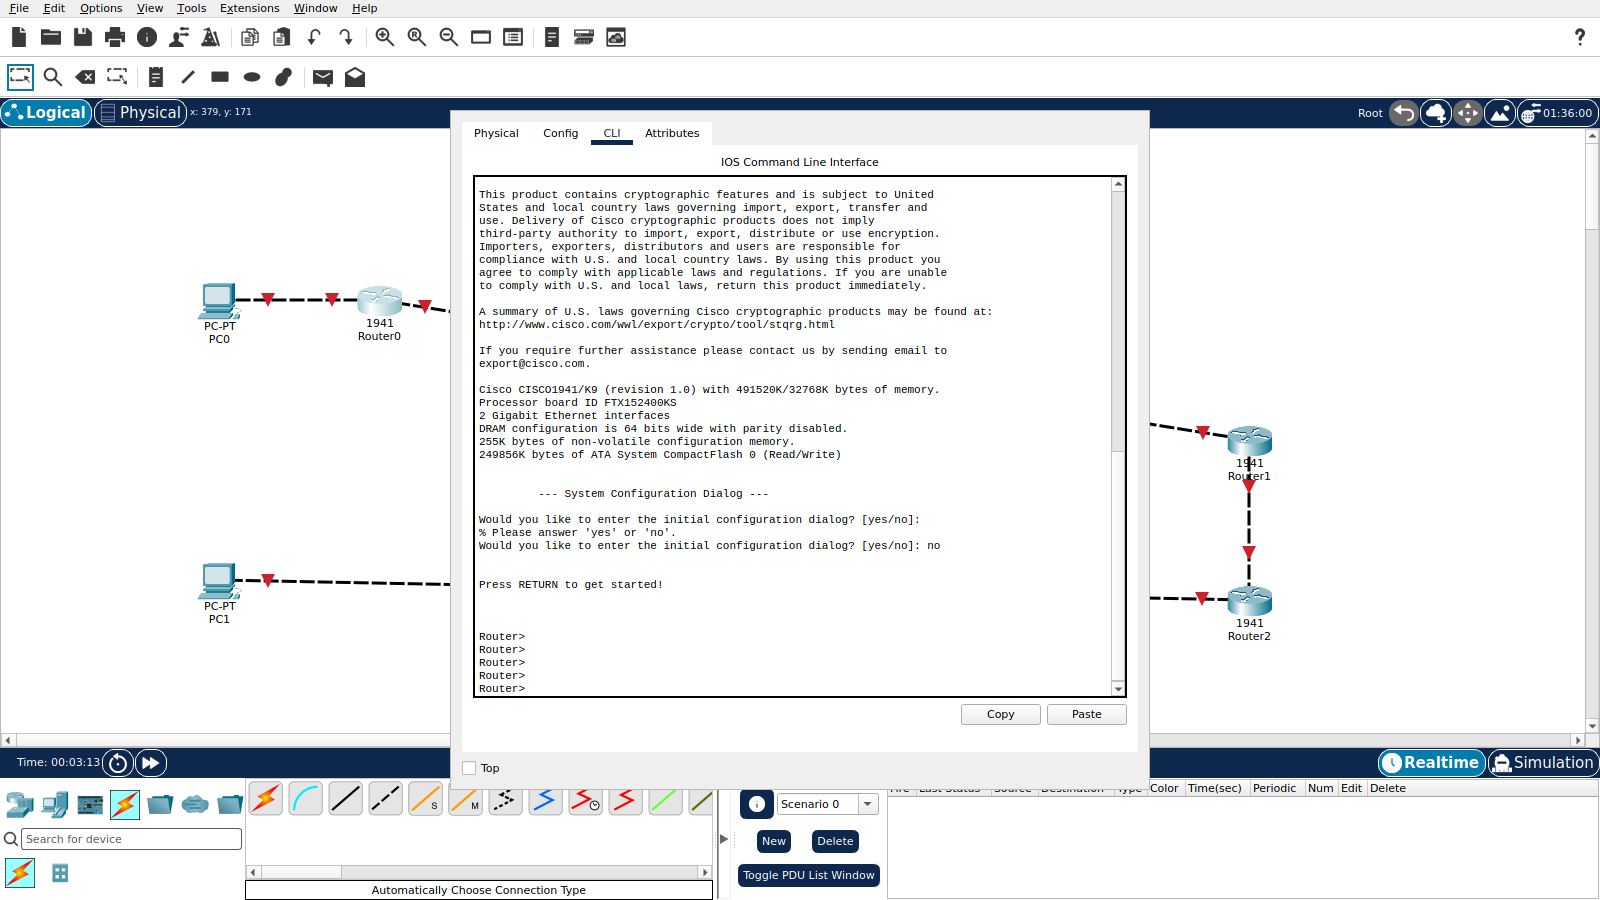 File Edit Options View Tools Extensions Window Help
Logical Physical x: 379, y: 171 Root 01:36:00
Physical Config CLI Attributes
IOS Command Line Interface
This product contains cryptographic features and is subject to United
States and local country laws governing import, export, transfer and
use. Delivery of Cisco cryptographic products does not imply
third-party authority to import, export, distribute or use encryption.
Importers, exporters, distributors and users are responsible for
compliance with U.S. and local country laws. By using this product you
agree to comply with applicable laws and regulations. If you are unable
to comply with U.S. and local laws, return this product immediately.
A summary of U.S. laws governing Cisco cryptographic products may be found at:
http://www.cisco.com/wwl/export/crypto/tool/stqrg.html
If you require further assistance please contact us by sending email to
export@cisco.com.
Cisco CISCO1941/K9 (revision 1.0) with 491520K/32768K bytes of memory.
Processor board ID FTX152400KS
2 Gigabit Ethernet interfaces
DRAM configuration is 64 bits wide with parity disabled.
255K bytes of non-volatile configuration memory.
249856K bytes of ATA System CompactFlash 0 (Read/Write)
--- System Configuration Dialog ---
Would you like to enter the initial configuration dialog? [yes/no]:
% Please answer 'yes' or 'no'.
Would you like to enter the initial configuration dialog? [yes/no]: no
Press RETURN to get started!
Router>
Router>
Router>
Router>
Router>
Copy Paste
Top
PC-PT
PC0
1941
Router0
PC-PT
PC1
1941
Router1
1941
Router2
Time: 00:03:13 Realtime Simulation
S M
Search for device
Automatically Choose Connection Type
Scenario 0
New Delete
Toggle PDU List Window
Fire Last Status Source Destination Type Color Time(sec) Periodic Num Edit Delete